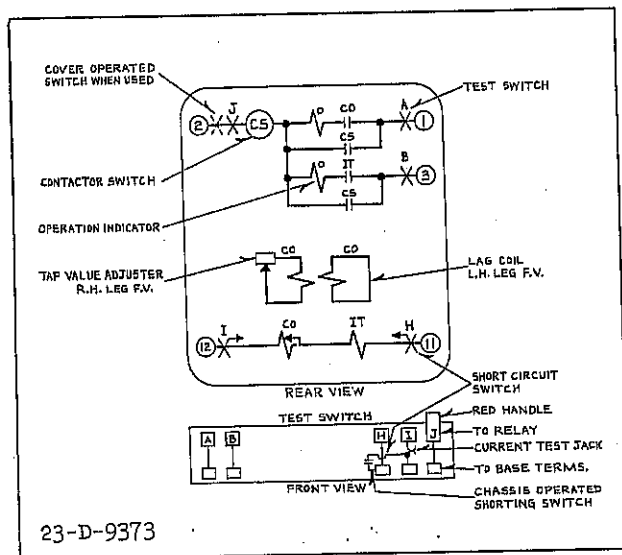 COVER OPERATED
SWITCH WHEN USED
TEST SWITCH
J
O
CO
A
2
CS
1
CS
O
IT
B
3
CS
CONTACTOR SWITCH
OPERATION INDICATOR
TAP VALUE ADJUSTER
R.H. LEG F.V.
CO
CO
LAG COIL
L.H. LEG F.V.
I
CO
IT
H
12
11
REAR VIEW
SHORT CIRCUIT
SWITCH
TEST SWITCH
RED HANDLE
A
B
H
I
J
TO RELAY
CURRENT TEST JACK
TO BASE TERMS.
FRONT VIEW
CHASSIS OPERATED
SHORTING SWITCH
23-D-9373